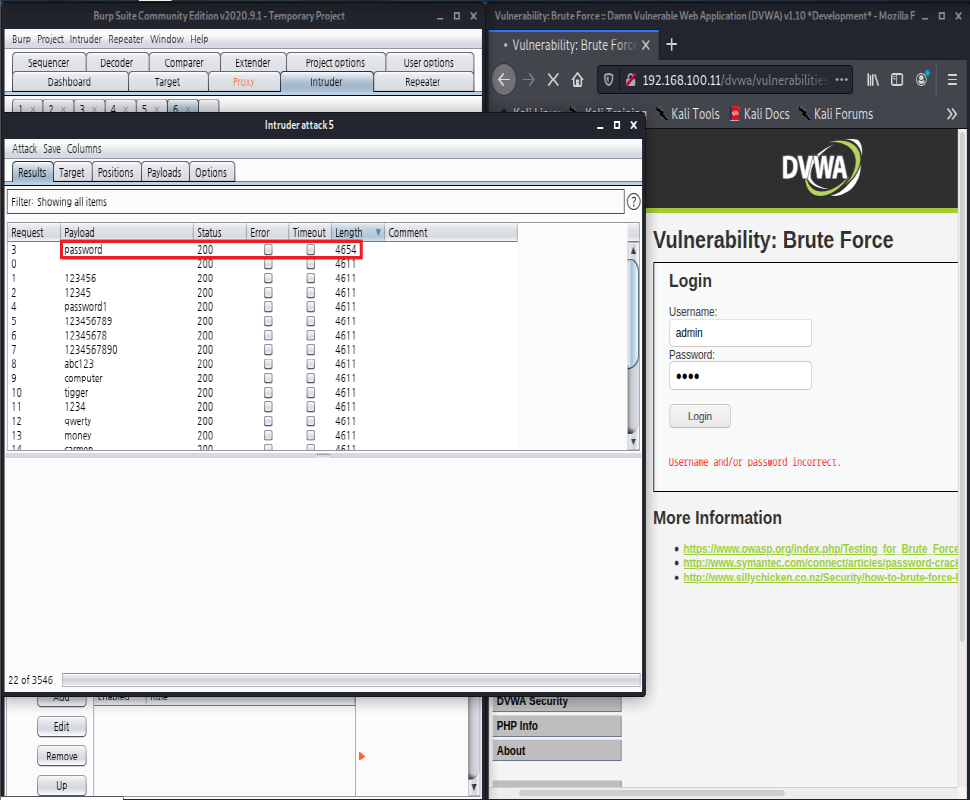 Burp Suite Community Edition v2020.9.1 - Temporary Project
Burp Project Intruder Repeater Window Help
Sequencer Decoder Comparer Extender Project options User options
Dashboard Target Proxy Intruder Repeater
1 × 2 × 3 × 4 × 5 × 6 ×
Intruder attack 5
Attack Save Columns
Results Target Positions Payloads Options
Filter: Showing all items
?
Request Payload Status Error Timeout Length Comment
3 password 200 4654
0 200 4611
1 123456 200 4611
2 12345 200 4611
4 password1 200 4611
5 123456789 200 4611
6 12345678 200 4611
7 1234567890 200 4611
8 abc123 200 4611
9 computer 200 4611
10 tigger 200 4611
11 1234 200 4611
12 qwerty 200 4611
13 money 200 4611
14 carmen 200 4611
22 of 3546
Add Enabled Rule
Edit
Remove
Up
Vulnerability: Brute Force :: Damn Vulnerable Web Application (DVWA) v1.10 *Development* - Mozilla F
• Vulnerability: Brute Forc
192.168.100.11/dvwa/vulnerabilities
Kali Linux Kali Training Kali Tools Kali Docs Kali Forums
DVWA
Vulnerability: Brute Force
Login
Username:
admin
Password:
••••
Login
Username and/or password incorrect.
More Information
• https://www.owasp.org/index.php/Testing_for_Brute_Force
• http://www.symantec.com/connect/articles/password-crack
• http://www.sillychicken.co.nz/Security/how-to-brute-force-
DVWA Security
PHP Info
About